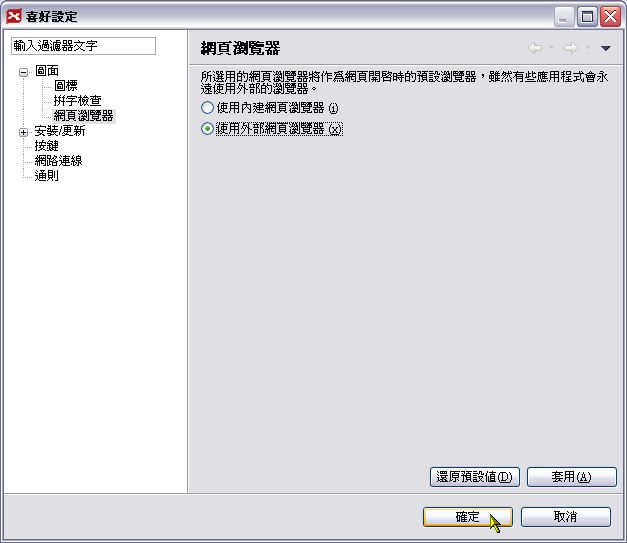 喜好設定
輸入過濾器文字
圖面
圖標
拼字檢查
網頁瀏覽器
安裝/更新
按鍵
網路連線
通則
網頁瀏覽器
所選用的網頁瀏覽器將作為網頁開啓時的預設瀏覽器，雖然有些應用程式會永
遠使用外部的瀏覽器。
使用內建網頁瀏覽器 (i)
使用外部網頁瀏覽器 (X)
還原預設值(D)
套用(A)
確定
取消